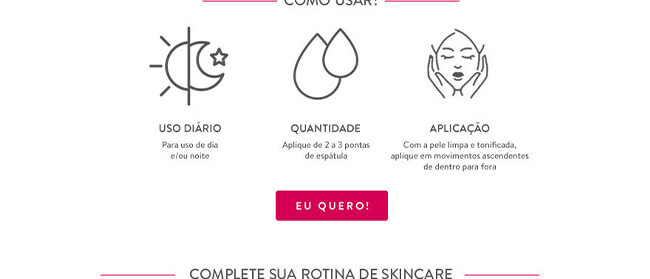 COMO USAR?
USO DIÁRIO
Para uso de dia
e/ou noite
QUANTIDADE
Aplique de 2 a 3 pontas
de espátula
APLICAÇÃO
Com a pele limpa e tonificada,
aplique em movimentos ascendentes
de dentro para fora
EU QUERO!
COMPLETE SUA ROTINA DE SKINCARE